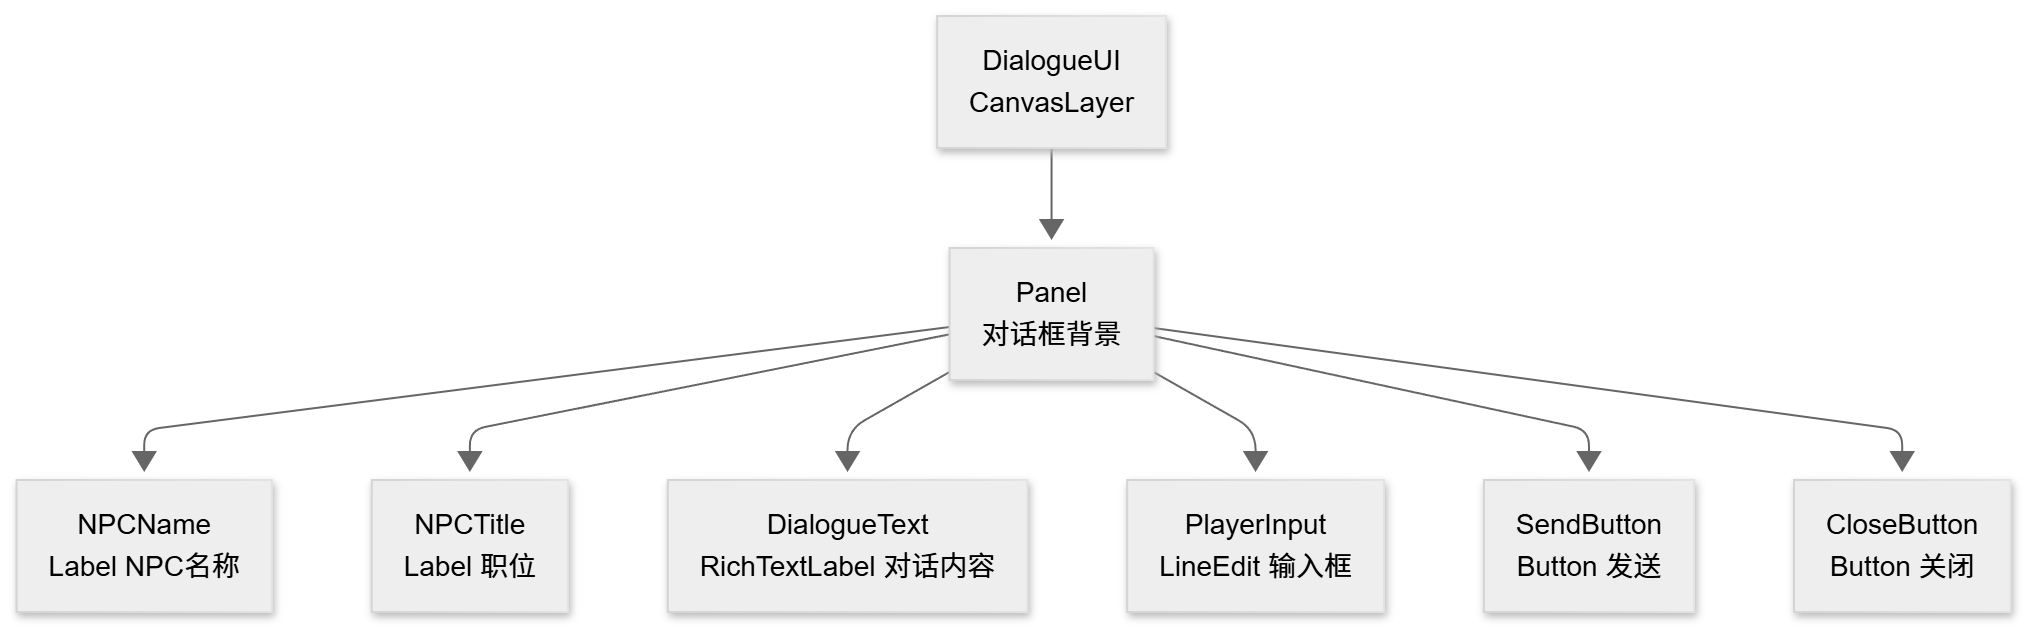 DialogueUI
CanvasLayer
Panel
对话框背景
NPCName
Label NPC名称
NPCTitle
Label 职位
DialogueText
RichTextLabel 对话内容
PlayerInput
LineEdit 输入框
SendButton
Button 发送
CloseButton
Button 关闭